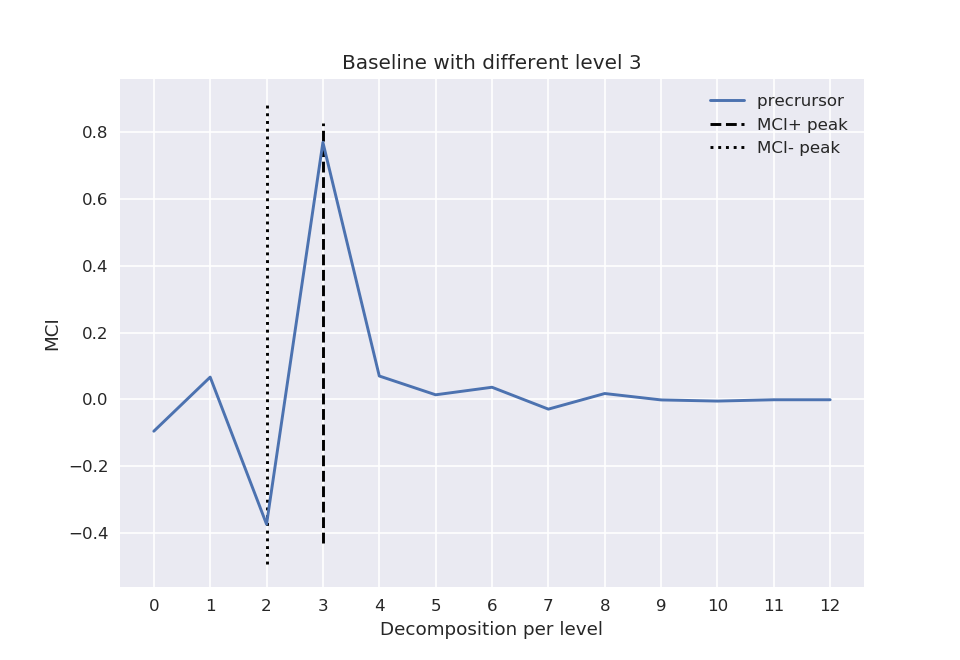 Baseline with different level 3
precrursor
MCI+ peak
MCI- peak
0.8
0.6
0.4
0.2
0.0
−0.2
−0.4
MCI
0 1 2 3 4 5 6 7 8 9 10 11 12
Decomposition per level